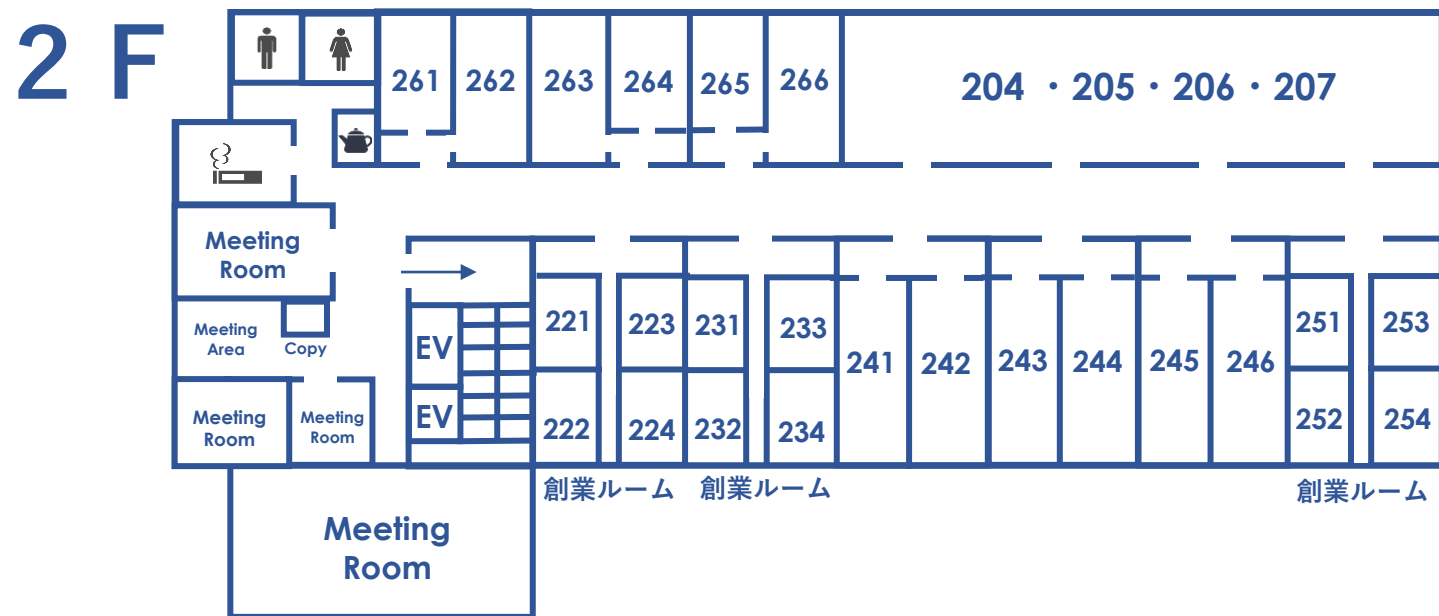 2 F
261 262 263 264 265 266 204 ・205・206・207
Meeting
Room
Meeting
Area
Copy
Meeting
Room
Meeting
Room
EV
EV
221 223 231 233 241 242 243 244 245 246 251 253
222 224 232 234 252 254
創業ルーム 創業ルーム 創業ルーム
Meeting
Room